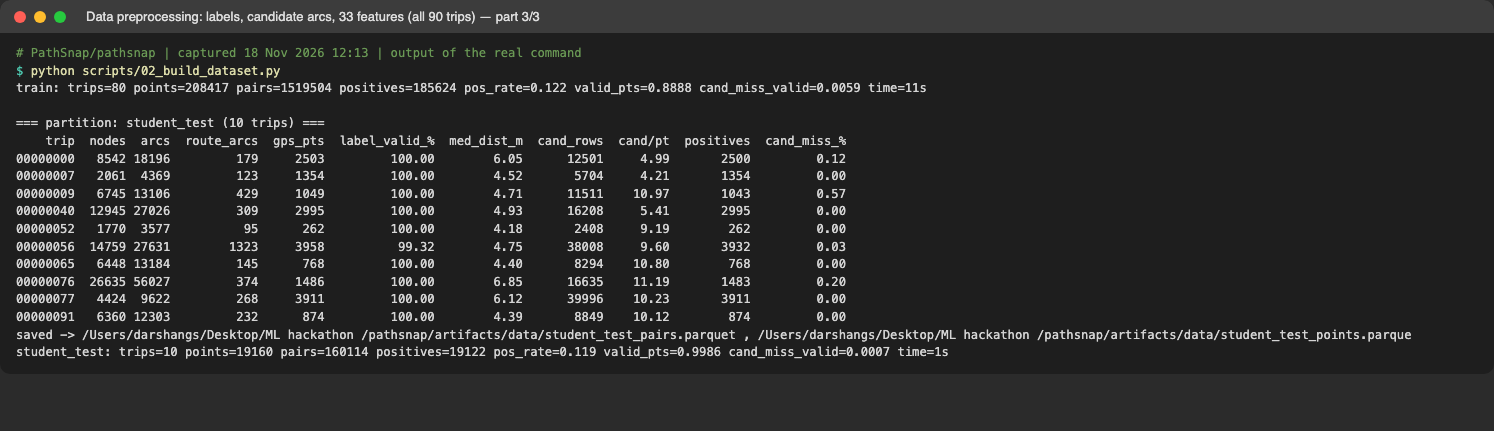 Data preprocessing: labels, candidate arcs, 33 features (all 90 trips) — part 3/3
# PathSnap/pathsnap | captured 18 Nov 2026 12:13 | output of the real command
$ python scripts/02_build_dataset.py
train: trips=80 points=208417 pairs=1519504 positives=185624 pos_rate=0.122 valid_pts=0.8888 cand_miss_valid=0.0059 time=11s
=== partition: student_test (10 trips) ===
trip nodes arcs route_arcs gps_pts label_valid_% med_dist_m cand_rows cand/pt positives cand_miss_%
00000000 8542 18196 179 2503 100.00 6.05 12501 4.99 2500 0.12
00000007 2061 4369 123 1354 100.00 4.52 5704 4.21 1354 0.00
00000009 6745 13106 429 1049 100.00 4.71 11511 10.97 1043 0.57
00000040 12945 27026 309 2995 100.00 4.93 16208 5.41 2995 0.00
00000052 1770 3577 95 262 100.00 4.18 2408 9.19 262 0.00
00000056 14759 27631 1323 3958 99.32 4.75 38008 9.60 3932 0.03
00000065 6448 13184 145 768 100.00 4.40 8294 10.80 768 0.00
00000076 26635 56027 374 1486 100.00 6.85 16635 11.19 1483 0.20
00000077 4424 9622 268 3911 100.00 6.12 39996 10.23 3911 0.00
00000091 6360 12303 232 874 100.00 4.39 8849 10.12 874 0.00
saved —> /Users/darshangs/Desktop/ML hackathon /pathsnap/artifacts/data/student_test_pairs.parquet , /Users/darshangs/Desktop/ML hackathon /pathsnap/artifacts/data/student_test_points.parque
student_test: trips=10 points=19160 pairs=160114 positives=19122 pos_rate=0.119 valid_pts=0.9986 cand_miss_valid=0.0007 time=1s